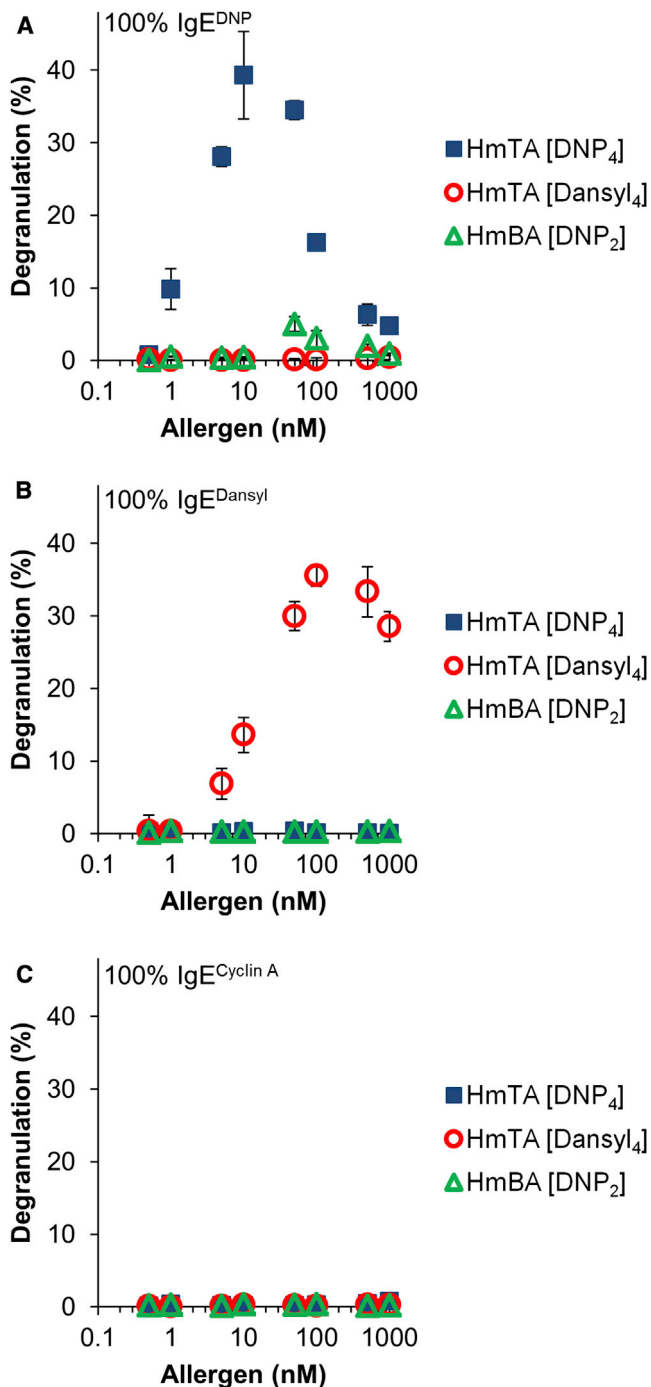 A
100% IgE^DNP
Degranulation (%)
40
30
20
10
0
0.1 1 10 100 1000
Allergen (nM)
HmTA [DNP₄]
HmTA [Dansyl₄]
HmBA [DNP₂]
B
100% IgE^Dansyl
Degranulation (%)
40
30
20
10
0
0.1 1 10 100 1000
Allergen (nM)
HmTA [DNP₄]
HmTA [Dansyl₄]
HmBA [DNP₂]
C
100% IgE^Cyclin A
Degranulation (%)
40
30
20
10
0
0.1 1 10 100 1000
Allergen (nM)
HmTA [DNP₄]
HmTA [Dansyl₄]
HmBA [DNP₂]